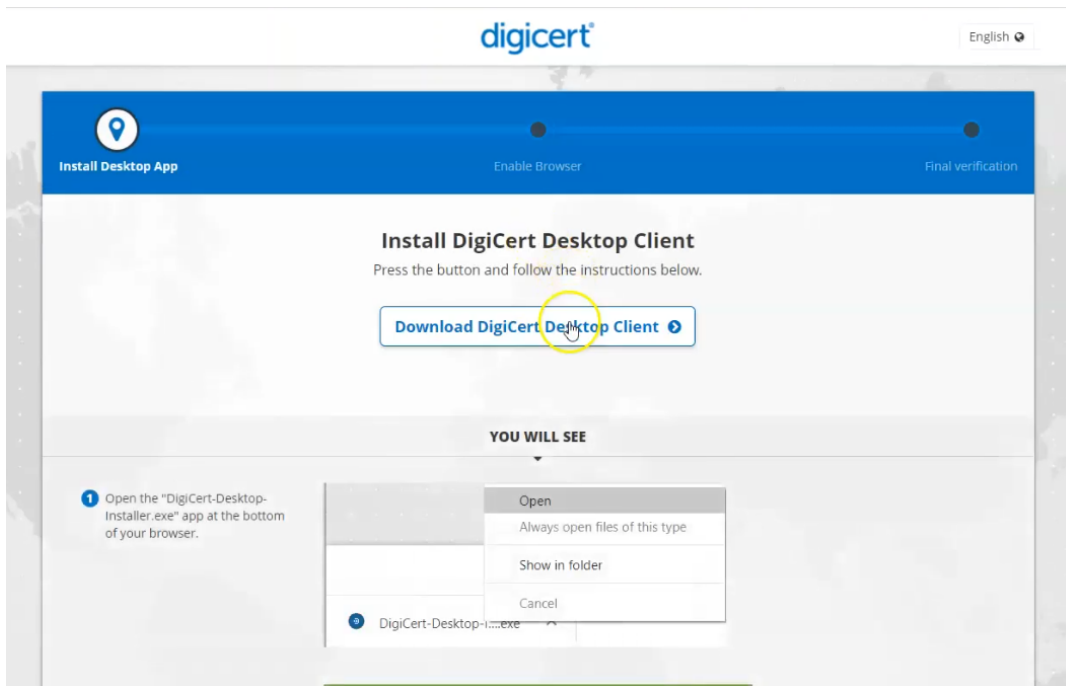 digicert®
English
Install Desktop App
Enable Browser
Final verification
Install DigiCert Desktop Client
Press the button and follow the instructions below.
Download DigiCert Desktop Client
YOU WILL SEE
1 Open the "DigiCert-Desktop-
Installer.exe" app at the bottom
of your browser.
Open
Always open files of this type
Show in folder
Cancel
DigiCert-Desktop-I....exe